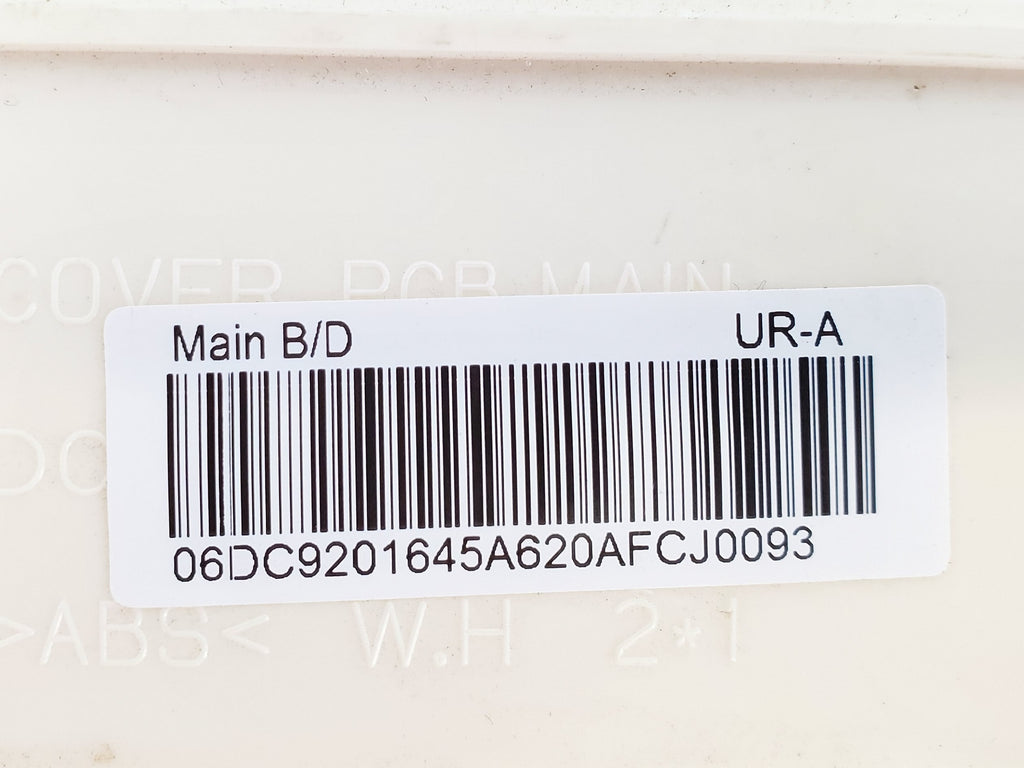 COVER PCB MAIN
Main B/D UR-A
06DC9201645A620AFCJ0093
>ABS< W.H 2*1